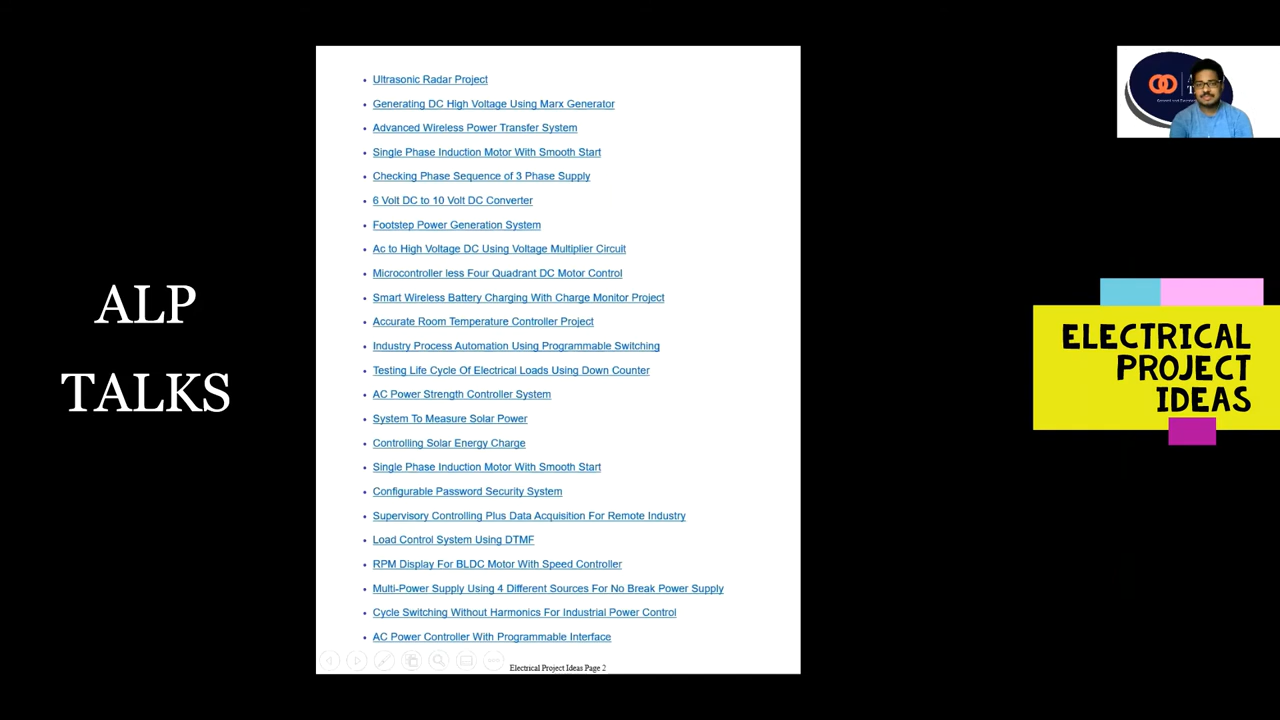 ALP
TALKS
Ultrasonic Radar Project
Generating DC High Voltage Using Marx Generator
Advanced Wireless Power Transfer System
Single Phase Induction Motor With Smooth Start
Checking Phase Sequence of 3 Phase Supply
6 Volt DC to 10 Volt DC Converter
Footstep Power Generation System
Ac to High Voltage DC Using Voltage Multiplier Circuit
Microcontroller less Four Quadrant DC Motor Control
Smart Wireless Battery Charging With Charge Monitor Project
Accurate Room Temperature Controller Project
Industry Process Automation Using Programmable Switching
Testing Life Cycle Of Electrical Loads Using Down Counter
AC Power Strength Controller System
System To Measure Solar Power
Controlling Solar Energy Charge
Single Phase Induction Motor With Smooth Start
Configurable Password Security System
Supervisory Controlling Plus Data Acquisition For Remote Industry
Load Control System Using DTMF
RPM Display For BLDC Motor With Speed Controller
Multi-Power Supply Using 4 Different Sources For No Break Power Supply
Cycle Switching Without Harmonics For Industrial Power Control
AC Power Controller With Programmable Interface
Electrical Project Ideas Page 2
ELECTRICAL
PROJECT
IDEAS